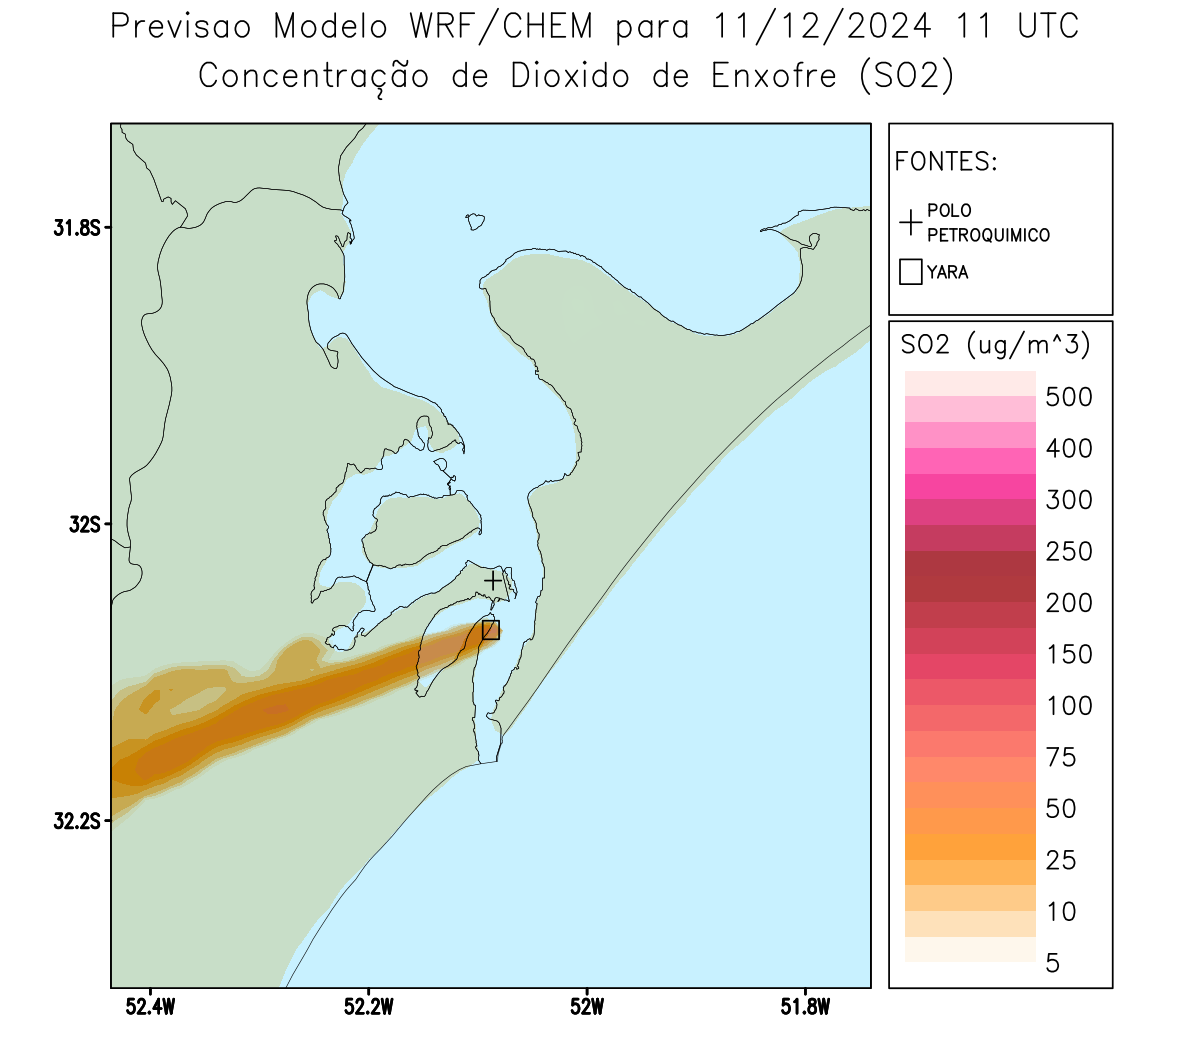 Previsao Modelo WRF/CHEM para 11/12/2024 11 UTC
Concentração de Dioxido de Enxofre (SO2)
FONTES:
POLO
PETROQUIMICO
YARA
SO2 (ug/m^3)
500
400
300
250
200
150
100
75
50
25
10
5
31.8S
32S
32.2S
52.4W
52.2W
52W
51.8W